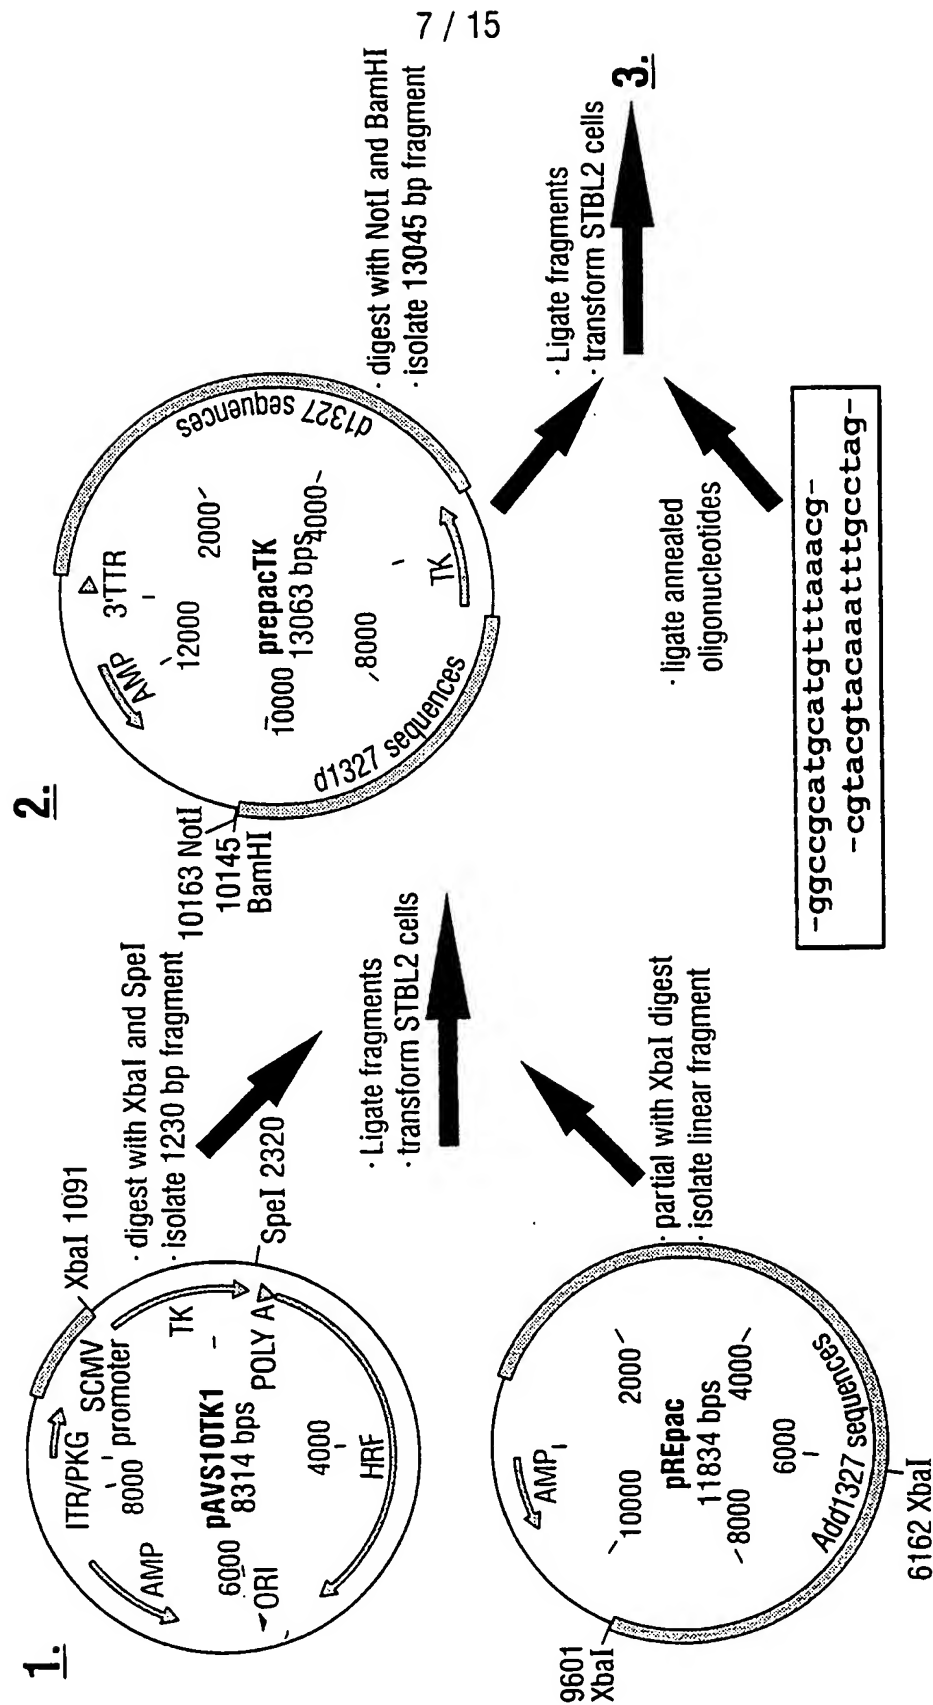 7 / 15
1.
ITR/PKG
SCMV
promoter
XbaI 1091
TK
SpeI 2320
POLY A
HRF
ORI
AMP
8000
6000
4000
pAVS10TK1
8314 bps
· digest with XbaI and SpeI
· isolate 1230 bp fragment
AMP
pREpac
11834 bps
2000
4000
6000
8000
10000
Add1327 sequences
6162 XbaI
9601
XbaI
· partial with XbaI digest
· isolate linear fragment
· Ligate fragments
· transform STBL2 cells
2.
10163 NotI
10145
BamHI
AMP
3'TTR
12000
2000
4000
8000
10000
prepacTK
13063 bps
d1327 sequences
TK
d1327 sequences
· digest with NotI and BamHI
· isolate 13045 bp fragment
· ligate annealed
oligonucleotides
-ggccgcatgcatgtttaaacg-
-cgtacgtacaaatttgcctag-
· Ligate fragments
· transform STBL2 cells
3.